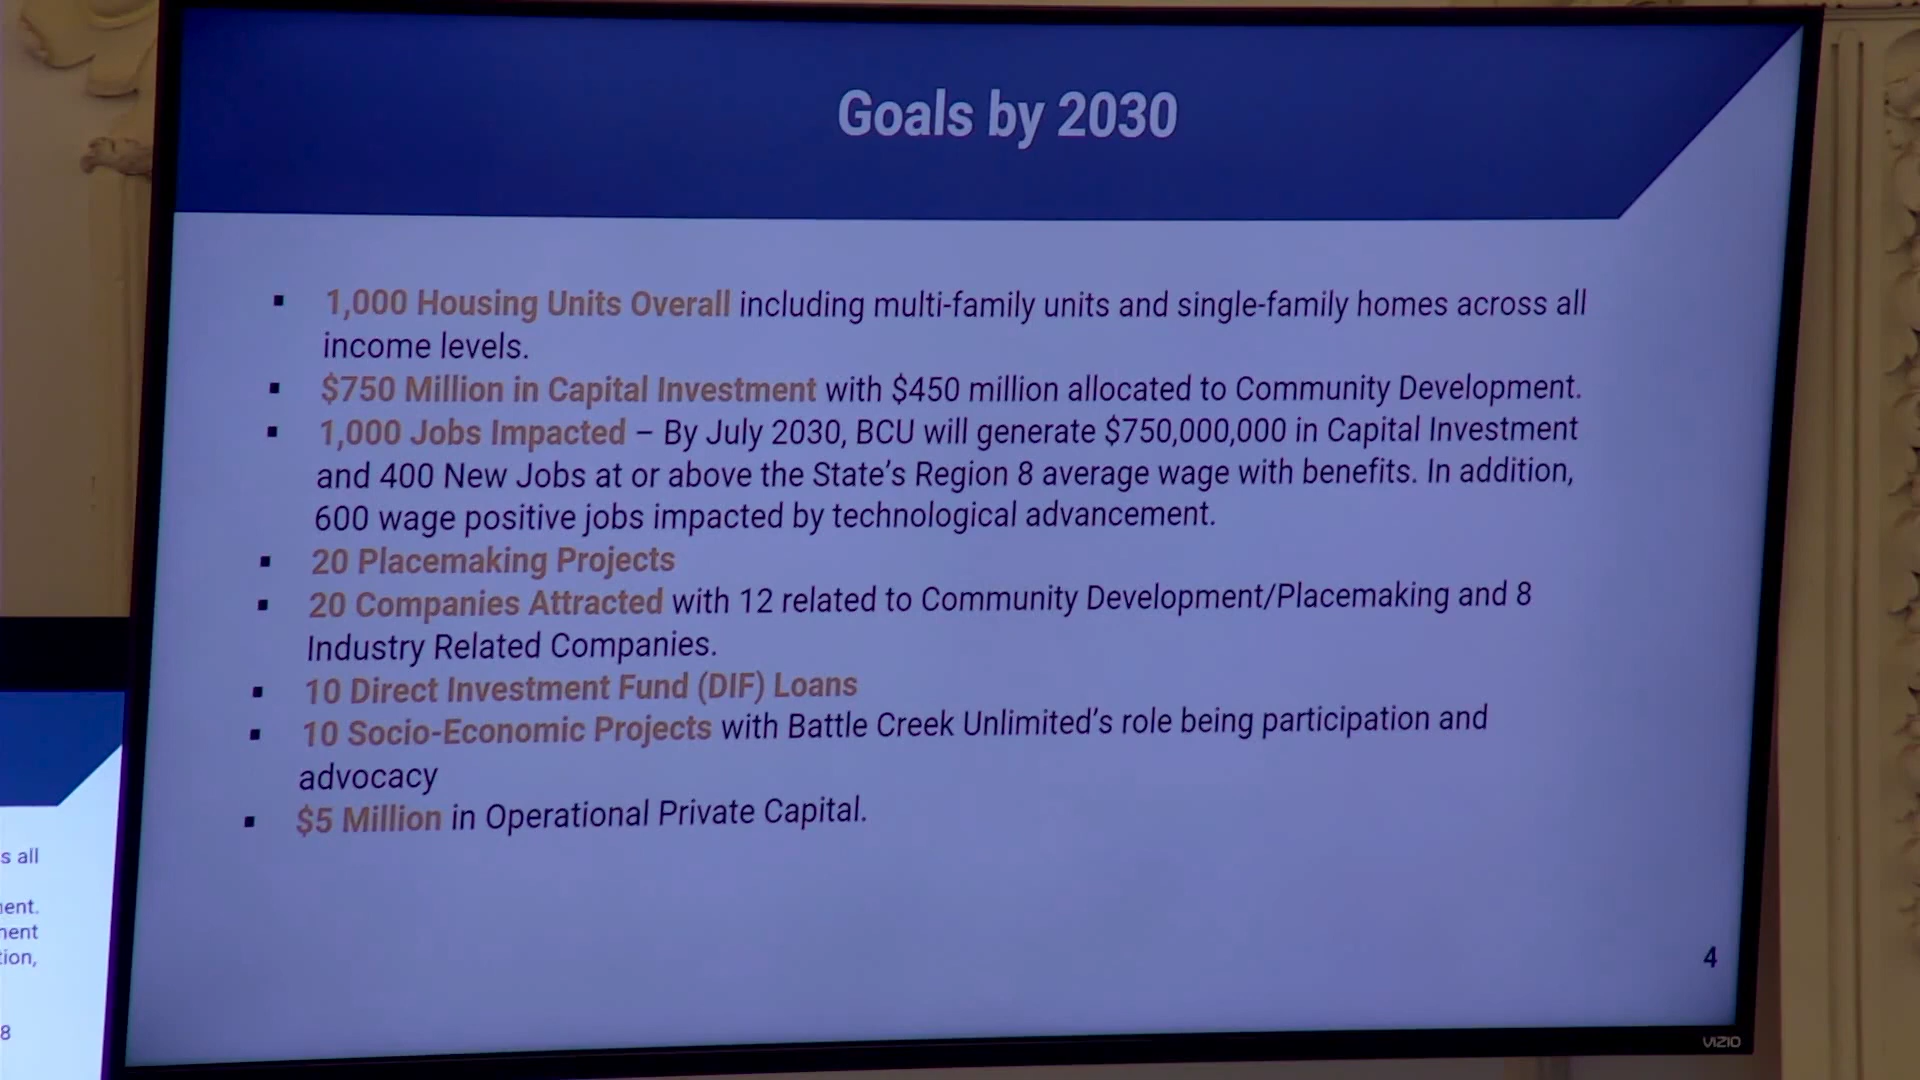 Goals by 2030
▪ 1,000 Housing Units Overall including multi-family units and single-family homes across all
income levels.
▪ $750 Million in Capital Investment with $450 million allocated to Community Development.
▪ 1,000 Jobs Impacted – By July 2030, BCU will generate $750,000,000 in Capital Investment
and 400 New Jobs at or above the State's Region 8 average wage with benefits. In addition,
600 wage positive jobs impacted by technological advancement.
▪ 20 Placemaking Projects
▪ 20 Companies Attracted with 12 related to Community Development/Placemaking and 8
Industry Related Companies.
▪ 10 Direct Investment Fund (DIF) Loans
▪ 10 Socio-Economic Projects with Battle Creek Unlimited's role being participation and
advocacy
▪ $5 Million in Operational Private Capital.
4
VIZIO
s all
ent.
ent
tion,
8